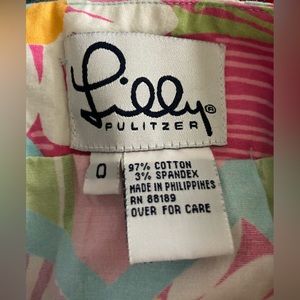 Lilly®
PULITZER
0
97% COTTON
3% SPANDEX
MADE IN PHILIPPINES
RN 88189
OVER FOR CARE